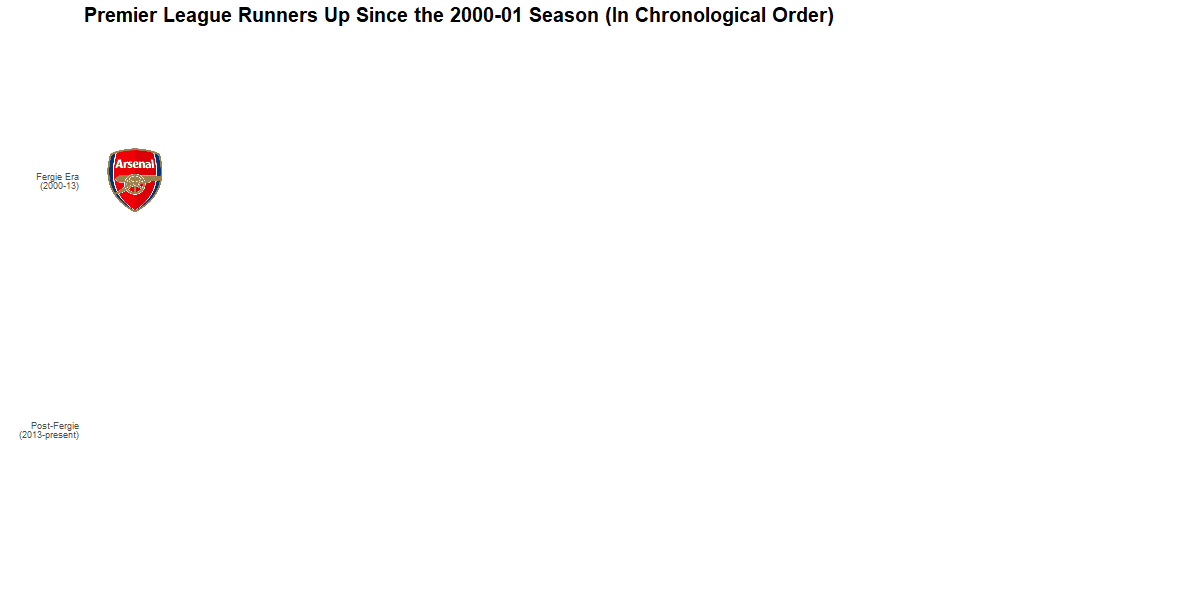 Premier League Runners Up Since the 2000-01 Season (In Chronological Order)
Fergie Era
(2000-13)
Arsenal
Post-Fergie
(2013-present)